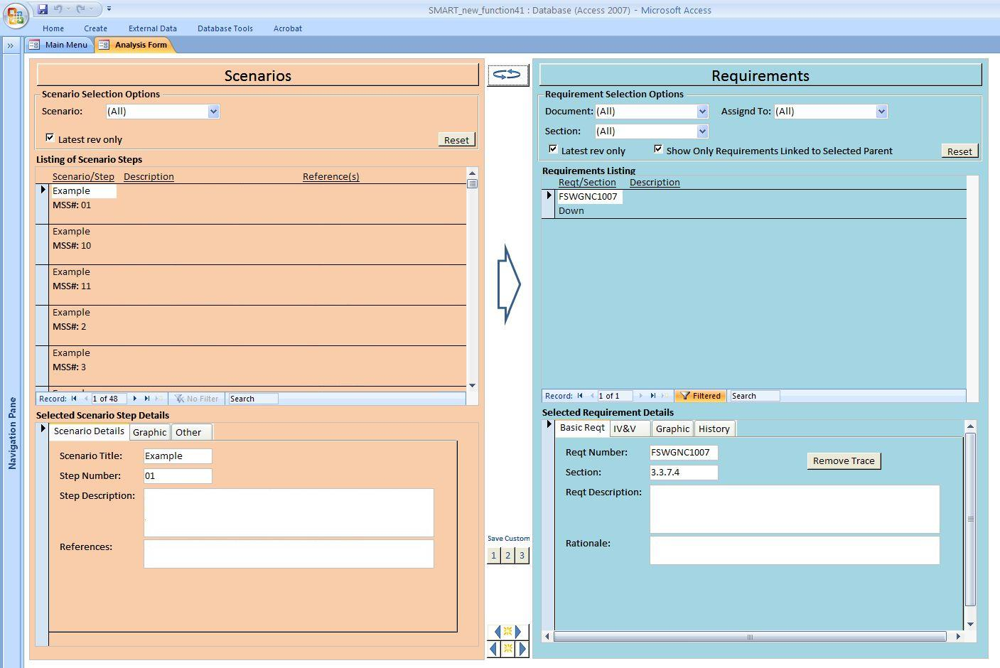 SMART_new_function41 : Database (Access 2007) - Microsoft Access
Home Create External Data Database Tools Acrobat
» Main Menu Analysis Form
Navigation Pane
Scenarios
Scenario Selection Options
Scenario: (All)
Latest rev only
Reset
Listing of Scenario Steps
Scenario/Step Description Reference(s)
Example
MSS#: 01
Example
MSS#: 10
Example
MSS#: 11
Example
MSS#: 2
Example
MSS#: 3
Record: 1 of 48 No Filter Search
Selected Scenario Step Details
Scenario Details Graphic Other
Scenario Title: Example
Step Number: 01
Step Description:
References:
Save Custom
1 2 3
Requirements
Requirement Selection Options
Document: (All) Assignd To: (All)
Section: (All)
Latest rev only Show Only Requirements Linked to Selected Parent
Reset
Requirements Listing
Reqt/Section Description
FSWGNC1007
Down
Record: 1 of 1 Filtered Search
Selected Requirement Details
Basic Reqt IV&V Graphic History
Reqt Number: FSWGNC1007
Remove Trace
Section: 3.3.7.4
Reqt Description:
Rationale: